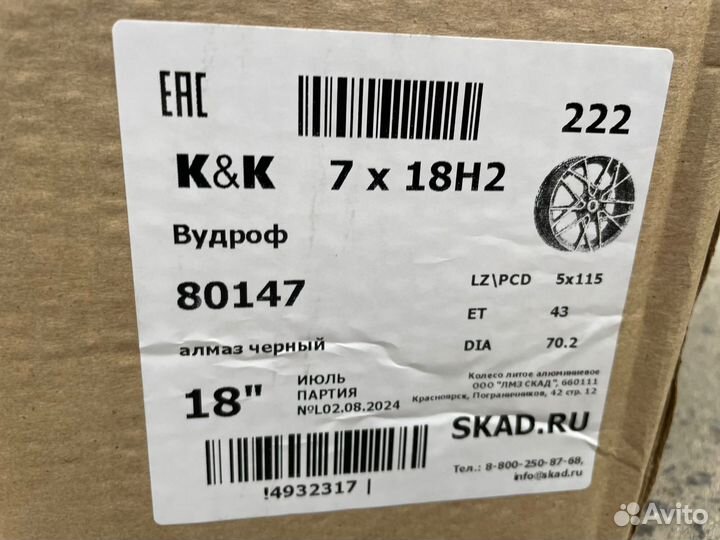 EAC
222
K&K 7 x 18H2
Вудроф
80147
LZ\PCD 5x115
ET 43
DIA 70.2
алмаз черный
18"
ИЮЛЬ
ПАРТИЯ
№L02.08.2024
Колесо литое алюминиевое
ООО "ЛМЗ СКАД", 660111
Красноярск, Пограничников, 42 стр. 12
SKAD.RU
Тел.: 8-800-250-87-68,
info@skad.ru
!4932317 |
Avito